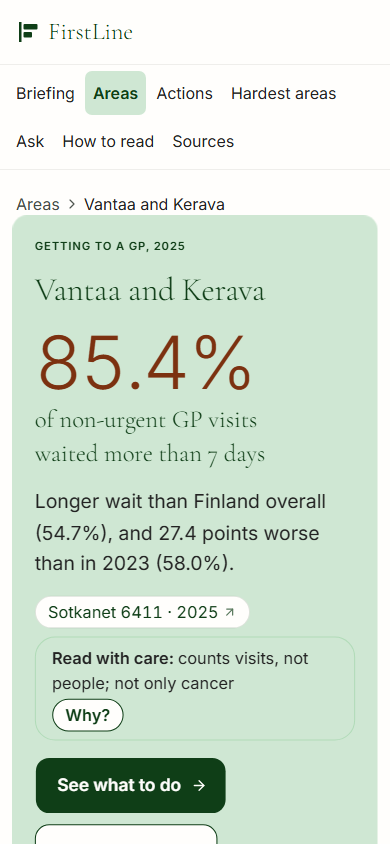 FirstLine
Briefing Areas Actions Hardest areas
Ask How to read Sources
Areas > Vantaa and Kerava
GETTING TO A GP, 2025
Vantaa and Kerava
85.4%
of non-urgent GP visits
waited more than 7 days
Longer wait than Finland overall
(54.7%), and 27.4 points worse
than in 2023 (58.0%).
Sotkanet 6411 · 2025 ↗
Read with care: counts visits, not
people; not only cancer
Why?
See what to do →